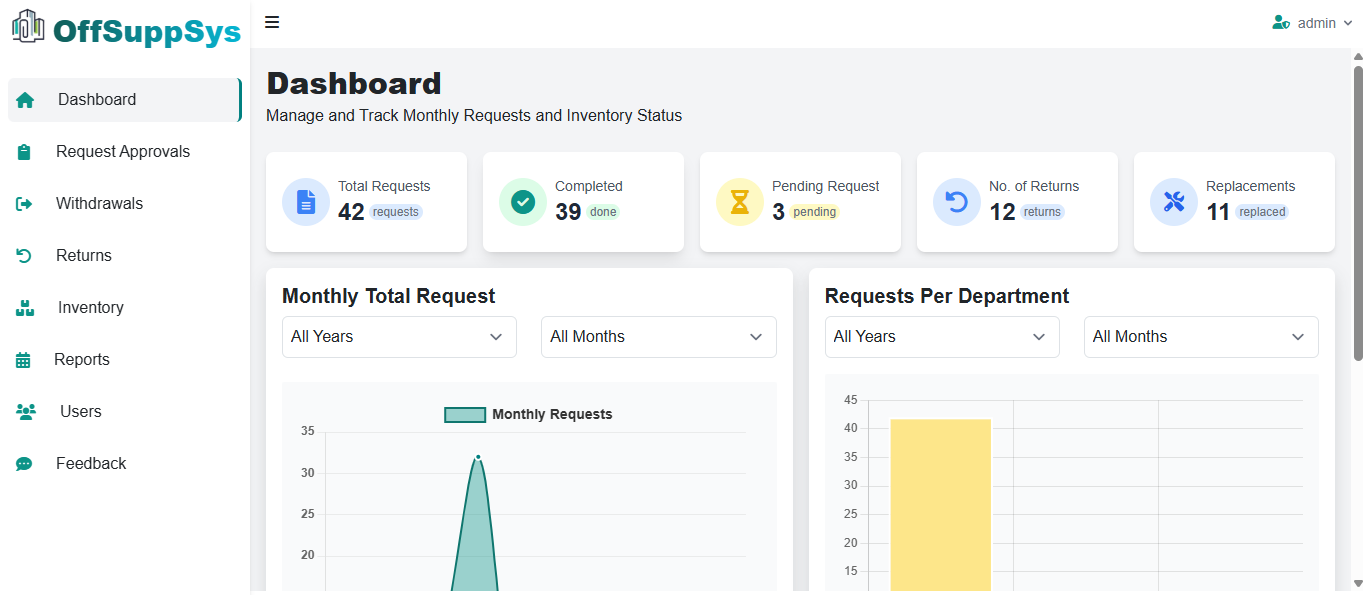 OffSuppSys
admin
Dashboard
Request Approvals
Withdrawals
Returns
Inventory
Reports
Users
Feedback
Dashboard
Manage and Track Monthly Requests and Inventory Status
Total Requests
42 requests
Completed
39 done
Pending Request
3 pending
No. of Returns
12 returns
Replacements
11 replaced
Monthly Total Request
All Years
All Months
Monthly Requests
35
30
25
20
Requests Per Department
All Years
All Months
45
40
35
30
25
20
15